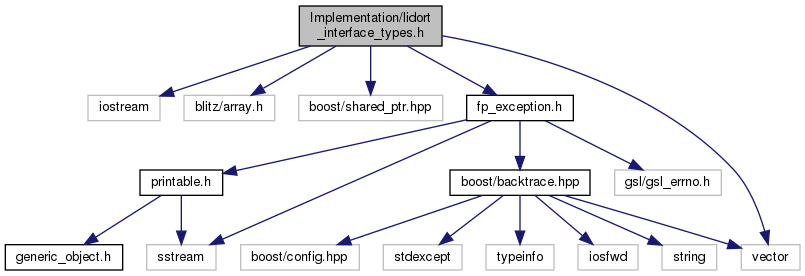 Implementation/lidort
_interface_types.h
iostream
blitz/array.h
boost/shared_ptr.hpp
fp_exception.h
printable.h
boost/backtrace.hpp
gsl/gsl_errno.h
generic_object.h
sstream
boost/config.hpp
stdexcept
typeinfo
iosfwd
string
vector